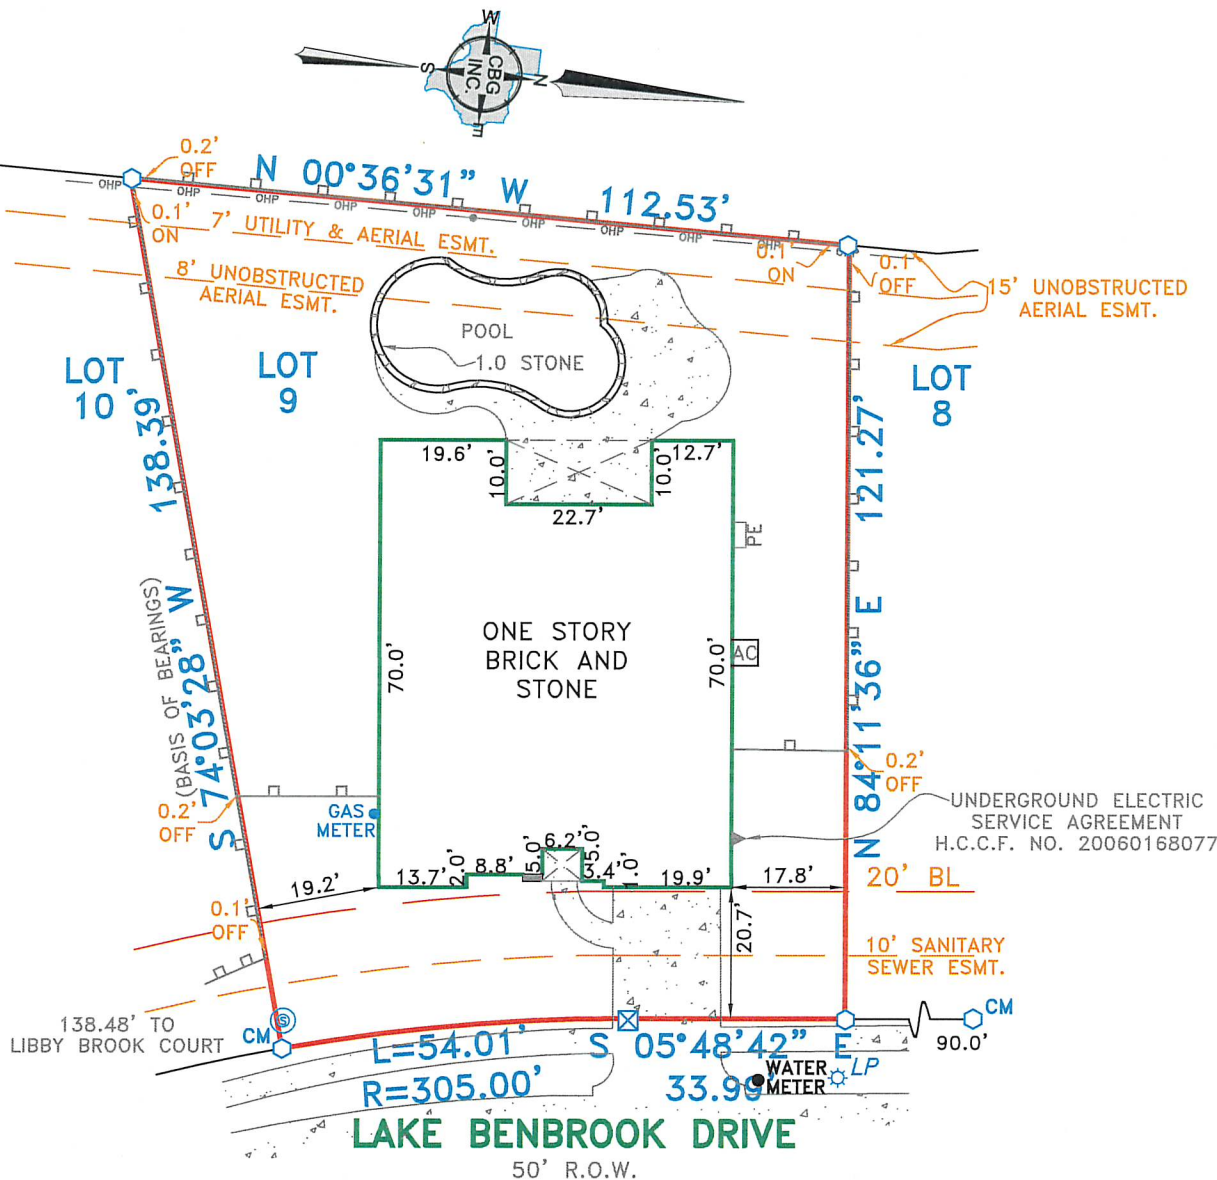 W
S
CBG
INC.
N
E
0.2'
OFF
N 00°36'31" W
112.53'
OHP
OHP
OHP
OHP
OHP
OHP
OHP
OHP
0.1'
ON
7' UTILITY & AERIAL ESMT.
8' UNOBSTRUCTED
AERIAL ESMT.
0.1'
ON
0.1'
OFF
15' UNOBSTRUCTED
AERIAL ESMT.
POOL
1.0 STONE
LOT
10
LOT
9
LOT
8
138.39'
121.27'
19.6'
10.0'
22.7'
10.0'
12.7'
PE
ONE STORY
BRICK AND
STONE
70.0'
70.0'
AC
(BASIS OF BEARINGS)
S 74°03'28" W
N 84°11'36" E
0.2'
OFF
GAS
METER
0.2'
OFF
UNDERGROUND ELECTRIC
SERVICE AGREEMENT
H.C.C.F. NO. 20060168077
13.7'
2.0'
8.8'
5.0'
6.2'
5.0'
3.4'
1.0'
19.9'
17.8'
20' BL
19.2'
0.1'
OFF
20.7'
10' SANITARY
SEWER ESMT.
138.48' TO
LIBBY BROOK COURT
CM
S
L=54.01'
R=305.00'
S 05°48'42" E
33.99'
CM
90.0'
WATER
METER
LP
LAKE BENBROOK DRIVE
50' R.O.W.